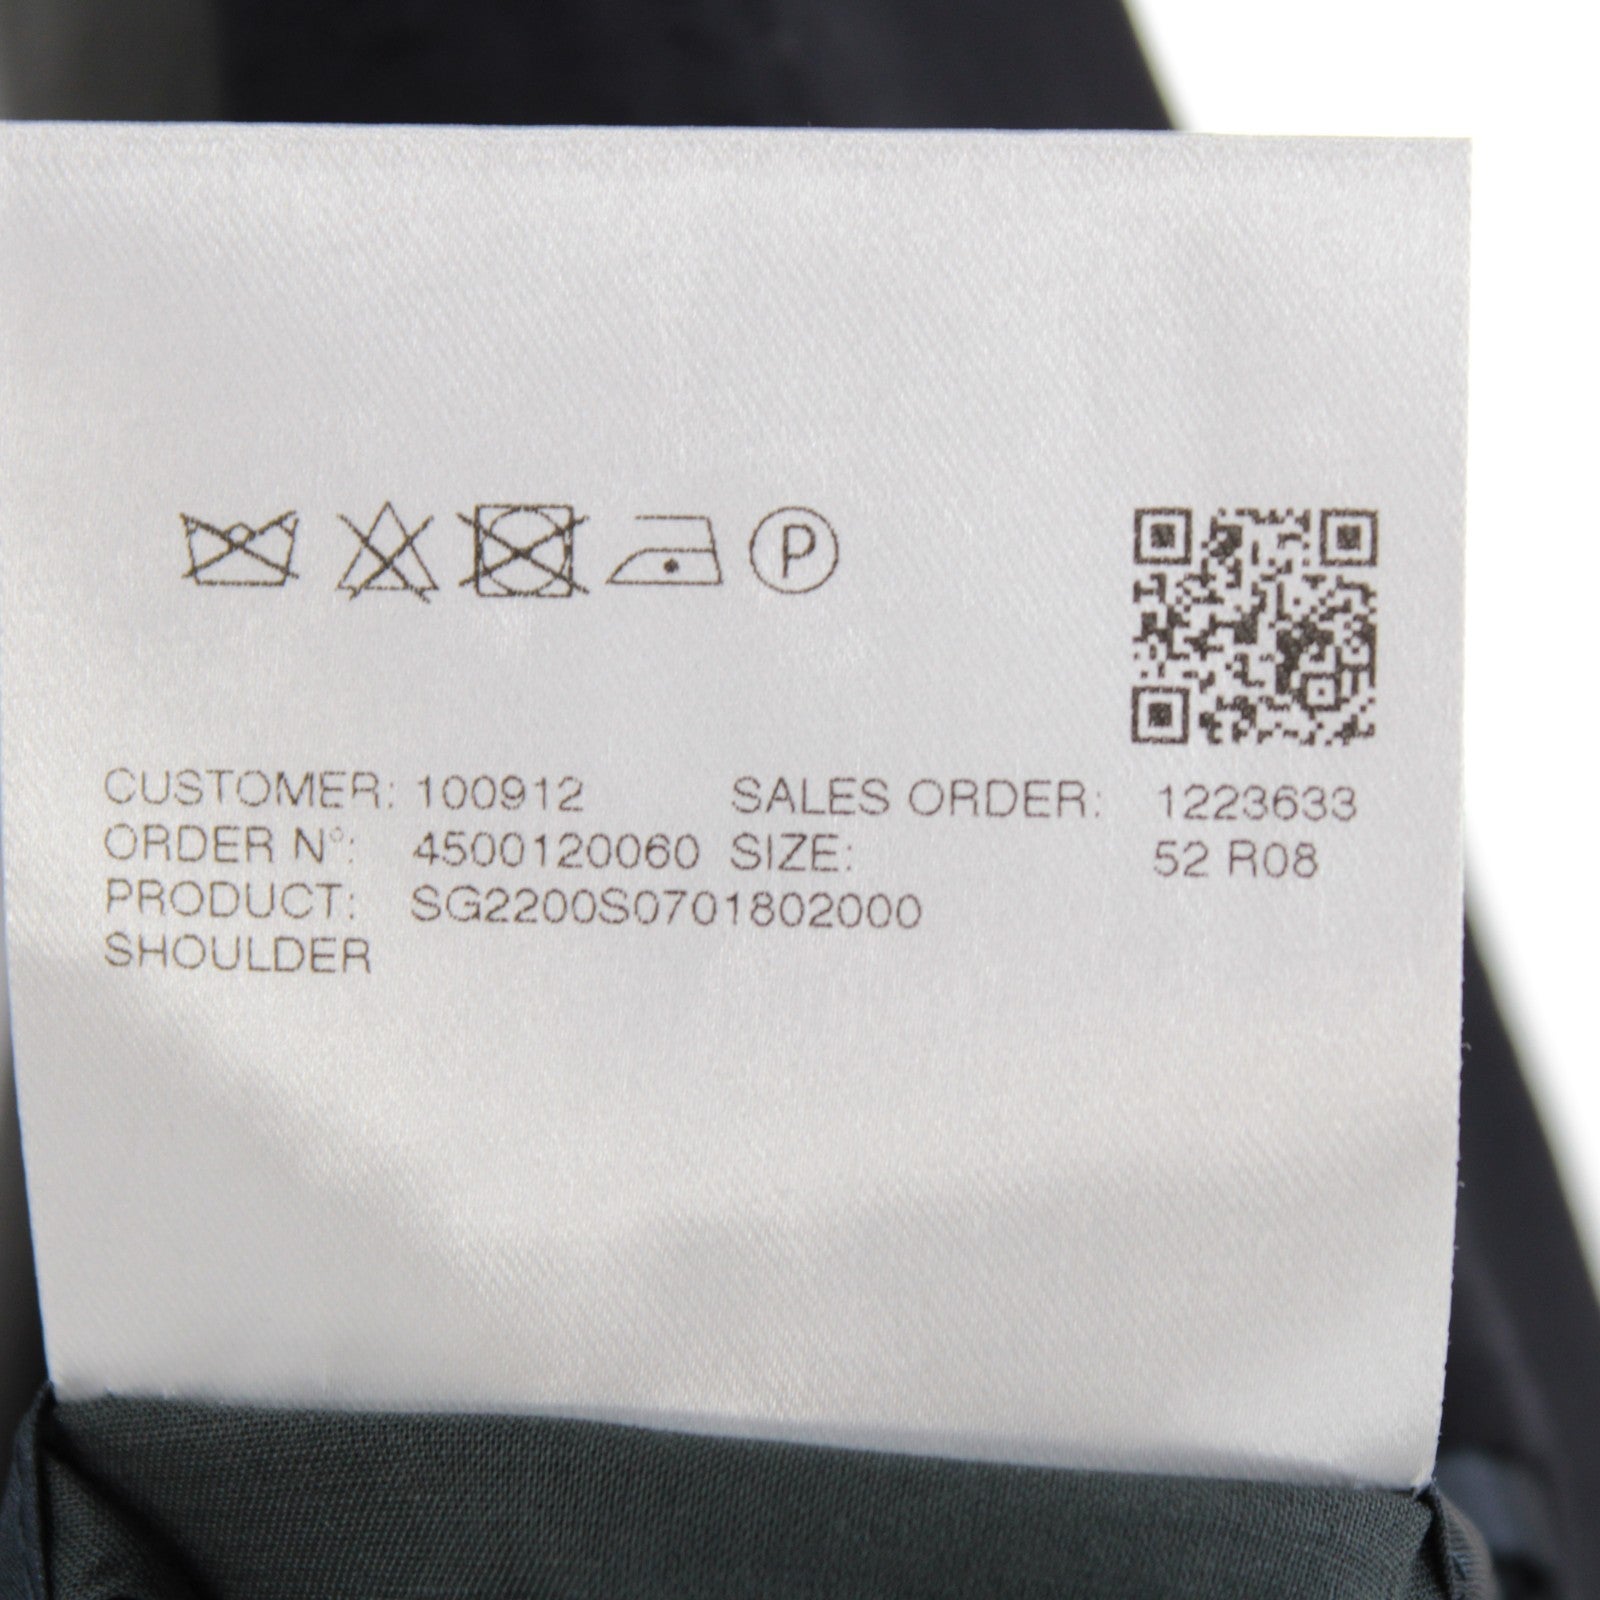 P
CUSTOMER: 100912 SALES ORDER: 1223633
ORDER N°: 4500120060 SIZE: 52 R08
PRODUCT: SG2200S0701802000
SHOULDER